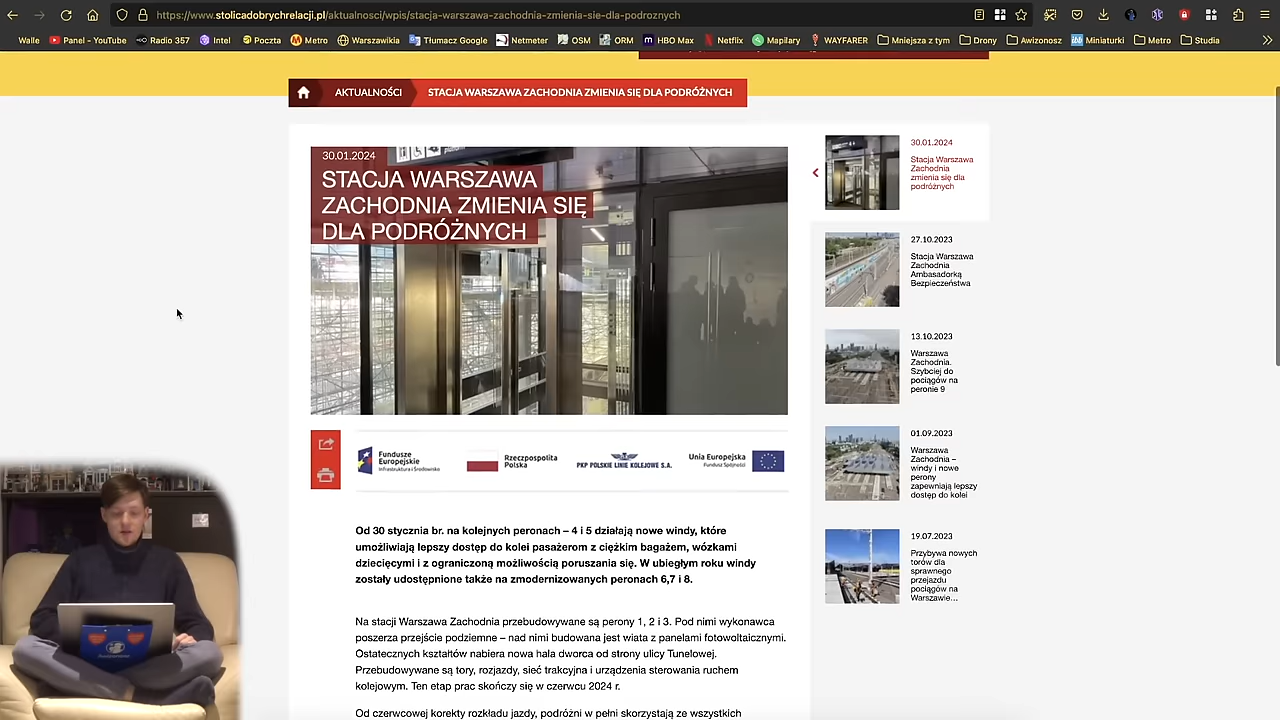 https://www.stolicadobrychrelacji.pl/aktualnosci/wpis/stacja-warszawa-zachodnia-zmienia-sie-dla-podroznych
Walle
Panel - YouTube
Radio 357
Intel
Poczta
Metro
Warszawikia
Tłumacz Google
Netmeter
OSM
ORM
HBO Max
Netflix
Mapilary
WAYFARER
Mniejsza z tym
Drony
Awizonosz
Miniaturki
Metro
Studia
AKTUALNOŚCI
STACJA WARSZAWA ZACHODNIA ZMIENIA SIĘ DLA PODRÓŻNYCH
30.01.2024
STACJA WARSZAWA
ZACHODNIA ZMIENIA SIĘ
DLA PODRÓŻNYCH
Fundusze
Europejskie
Infrastruktura i Środowisko
Rzeczpospolita
Polska
PKP POLSKIE LINIE KOLEJOWE S.A.
Unia Europejska
Fundusz Spójności
Od 30 stycznia br. na kolejnych peronach – 4 i 5 działają nowe windy, które
umożliwiają lepszy dostęp do kolei pasażerom z ciężkim bagażem, wózkami
dziecięcymi i z ograniczoną możliwością poruszania się. W ubiegłym roku windy
zostały udostępnione także na zmodernizowanych peronach 6,7 i 8.
Na stacji Warszawa Zachodnia przebudowywane są perony 1, 2 i 3. Pod nimi wykonawca
poszerza przejście podziemne – nad nimi budowana jest wiata z panelami fotowoltaicznymi.
Ostatecznych kształtów nabiera nowa hala dworca od strony ulicy Tunelowej.
Przebudowywane są tory, rozjazdy, sieć trakcyjna i urządzenia sterowania ruchem
kolejowym. Ten etap prac skończy się w czerwcu 2024 r.
Od czerwcowej korekty rozkładu jazdy, podróżni w pełni skorzystają ze wszystkich
30.01.2024
Stacja Warszawa
Zachodnia
zmienia się dla
podróżnych
27.10.2023
Stacja Warszawa
Zachodnia
Ambasadorką
Bezpieczeństwa
13.10.2023
Warszawa
Zachodnia.
Szybciej do
pociągów na
peronie 9
01.09.2023
Warszawa
Zachodnia –
windy i nowe
perony
zapewniają lepszy
dostęp do kolei
19.07.2023
Przybywa nowych
torów dla
sprawnego
przejazdu
pociągów na
Warszawie...